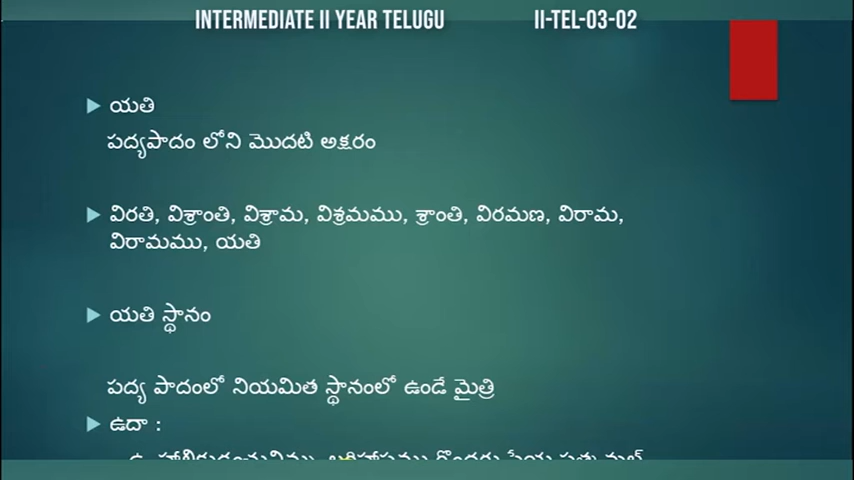 INTERMEDIATE II YEAR TELUGU II-TEL-03-02
యతి
పద్యపాదం లోని మొదటి అక్షరం
విరతి, విశ్రాంతి, విశ్రామ, విశ్రమము, శ్రాంతి, విరమణ, విరామ,
విరామము, యతి
యతి స్థానం
పద్య పాదంలో నియమిత స్థానంలో ఉండే మైత్రి
ఉదా :